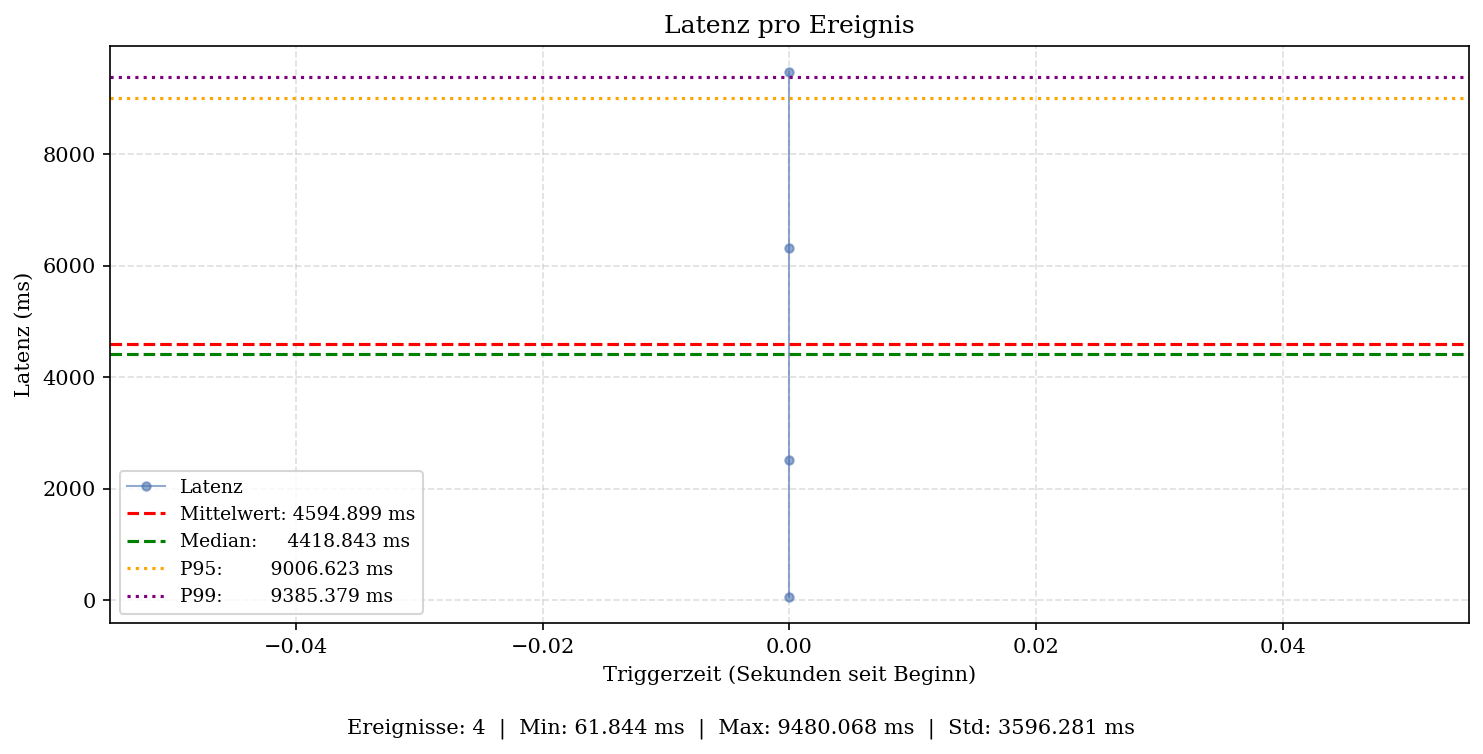 Latenz pro Ereignis
Latenz (ms)
8000
6000
4000
2000
0
Latenz
Mittelwert: 4594.899 ms
Median: 4418.843 ms
P95: 9006.623 ms
P99: 9385.379 ms
−0.04 −0.02 0.00 0.02 0.04
Triggerzeit (Sekunden seit Beginn)
Ereignisse: 4 | Min: 61.844 ms | Max: 9480.068 ms | Std: 3596.281 ms